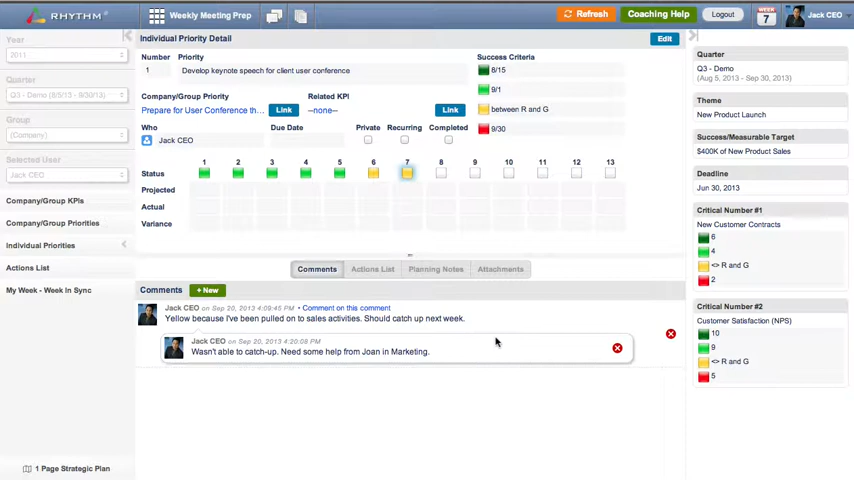 RHYTHM
Weekly Meeting Prep
Refresh
Coaching Help
Logout
WEEK
7
Jack CEO
Year
2011
Quarter
Q3 - Demo (8/5/13 - 9/30/13)
Group
(Company)
Selected User
Jack CEO
Company/Group KPIs
Company/Group Priorities
Individual Priorities
Actions List
My Week - Week in Sync
1 Page Strategic Plan
Individual Priority Detail
Edit
Number
Priority
1
Develop keynote speech for client user conference
Success Criteria
8/15
9/1
between R and G
9/30
Company/Group Priority
Related KPI
Prepare for User Conference th...
Link
--none--
Link
Who
Due Date
Private
Recurring
Completed
Jack CEO
1 2 3 4 5 6 7 8 9 10 11 12 13
Status
Projected
Actual
Variance
Comments
Actions List
Planning Notes
Attachments
Comments
+ New
Jack CEO on Sep 20, 2013 4:09:45 PM • Comment on this comment
Yellow because I've been pulled on to sales activities. Should catch up next week.
Jack CEO on Sep 20, 2013 4:20:08 PM
Wasn't able to catch-up. Need some help from Joan in Marketing.
Quarter
Q3 - Demo
(Aug 5, 2013 - Sep 30, 2013)
Theme
New Product Launch
Success/Measurable Target
$400K of New Product Sales
Deadline
Jun 30, 2013
Critical Number #1
New Customer Contracts
6
4
<> R and G
2
Critical Number #2
Customer Satisfaction (NPS)
10
9
<> R and G
5